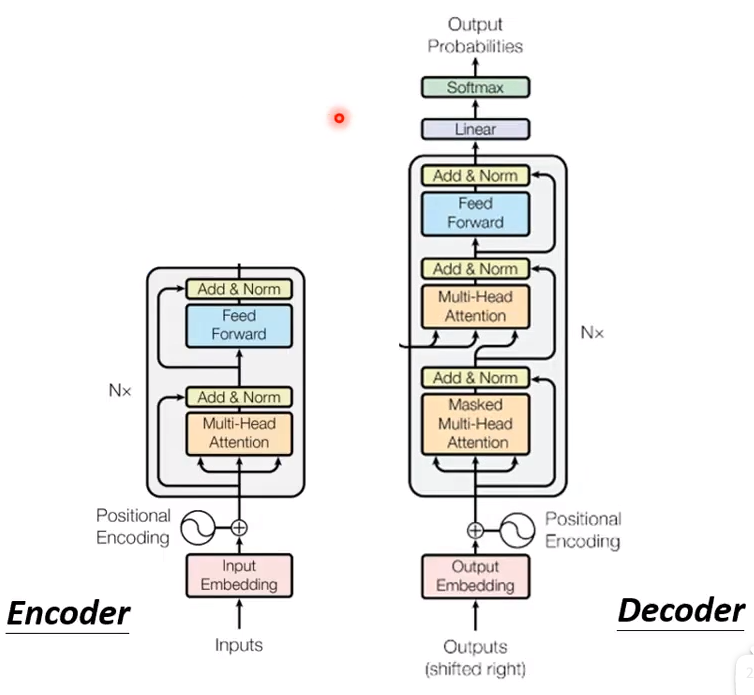 Output
Probabilities
Softmax
Linear
Add & Norm
Feed
Forward
Add & Norm
Multi-Head
Attention
Nx
Add & Norm
Masked
Multi-Head
Attention
Positional
Encoding
Output
Embedding
Outputs
(shifted right)
Decoder
Add & Norm
Feed
Forward
Nx
Add & Norm
Multi-Head
Attention
Positional
Encoding
Input
Embedding
Inputs
Encoder